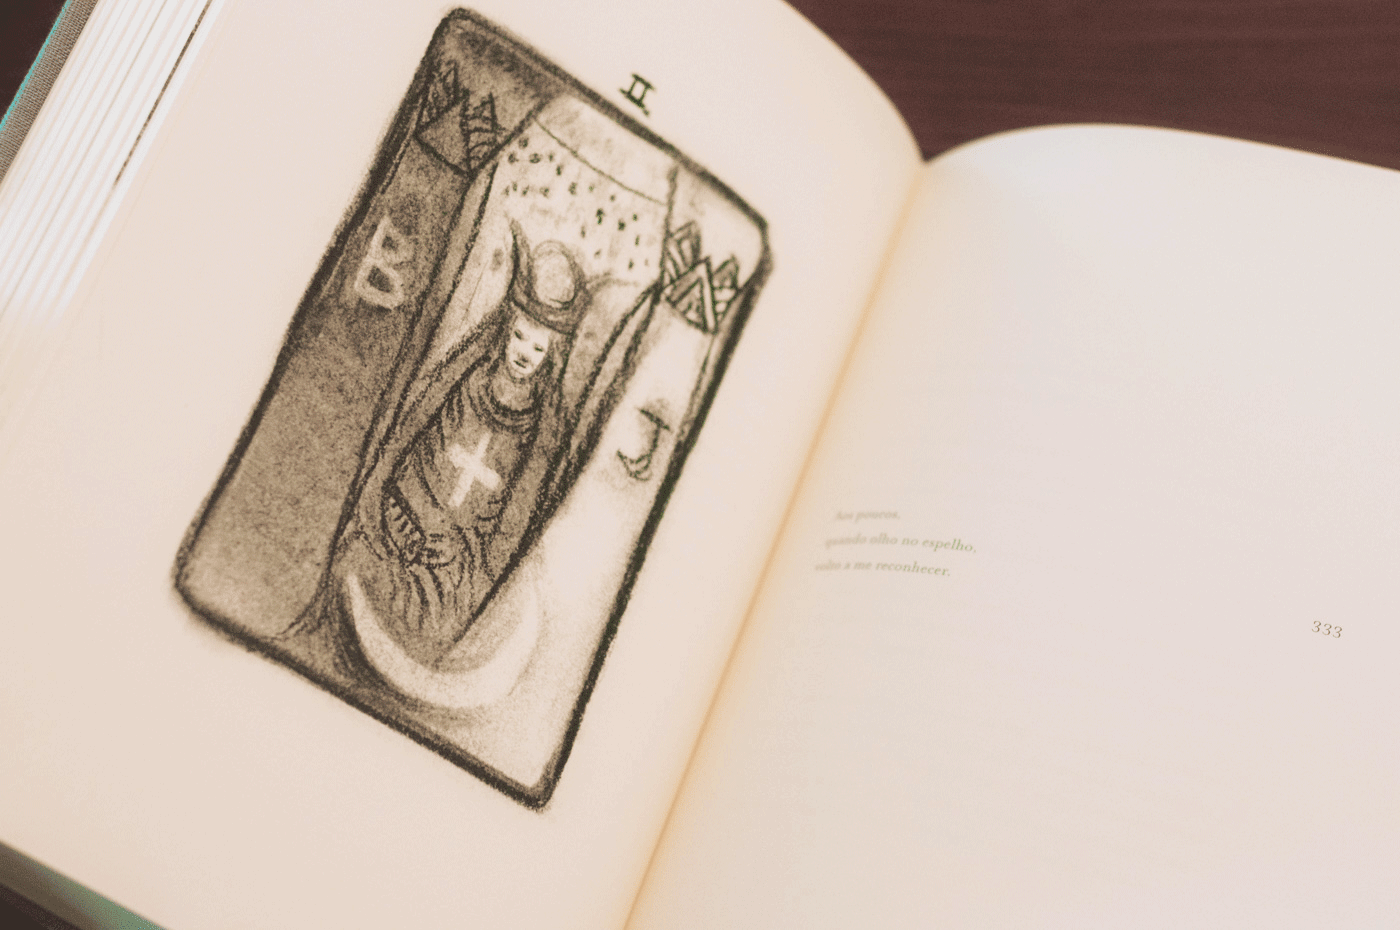 II
B
J
Aos poucos,
quando olho no espelho,
volto a me reconhecer.
333